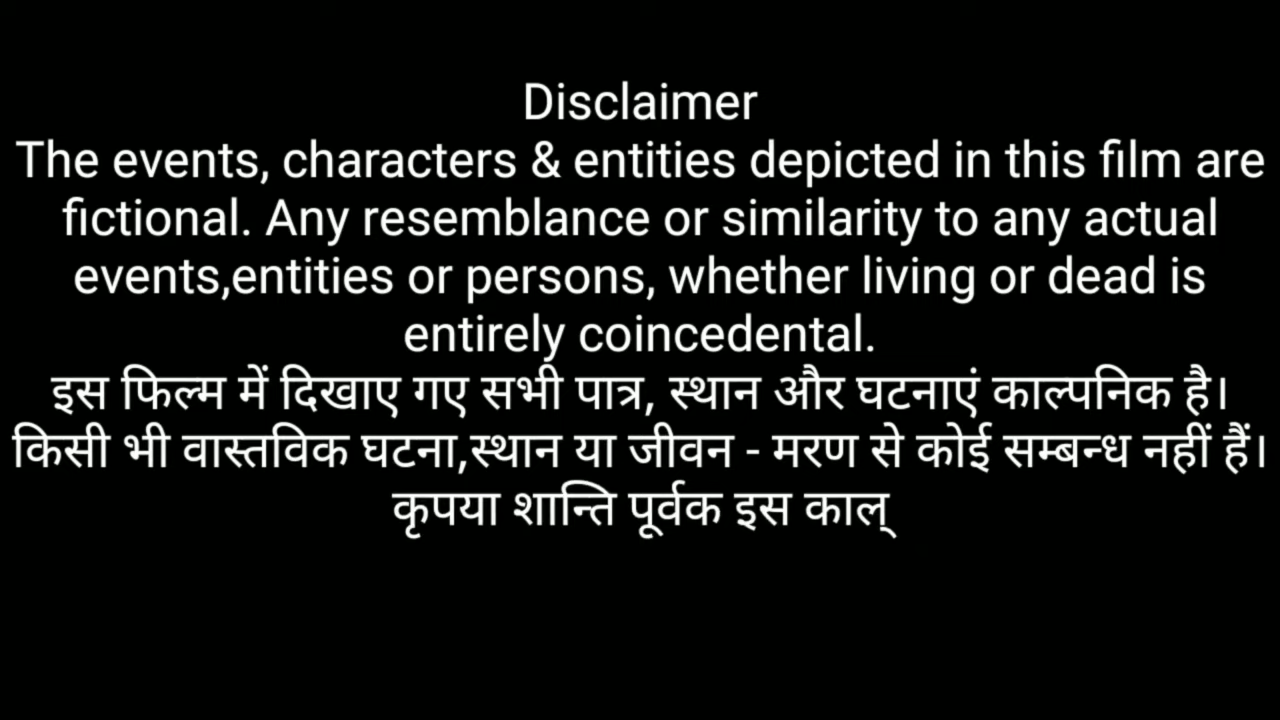 Disclaimer
The events, characters & entities depicted in this film are
fictional. Any resemblance or similarity to any actual
events,entities or persons, whether living or dead is
entirely coincedental.
इस फिल्म में दिखाए गए सभी पात्र, स्थान और घटनाएं काल्पनिक है।
किसी भी वास्तविक घटना,स्थान या जीवन - मरण से कोई सम्बन्ध नहीं हैं।
कृपया शान्ति पूर्वक इस काल्